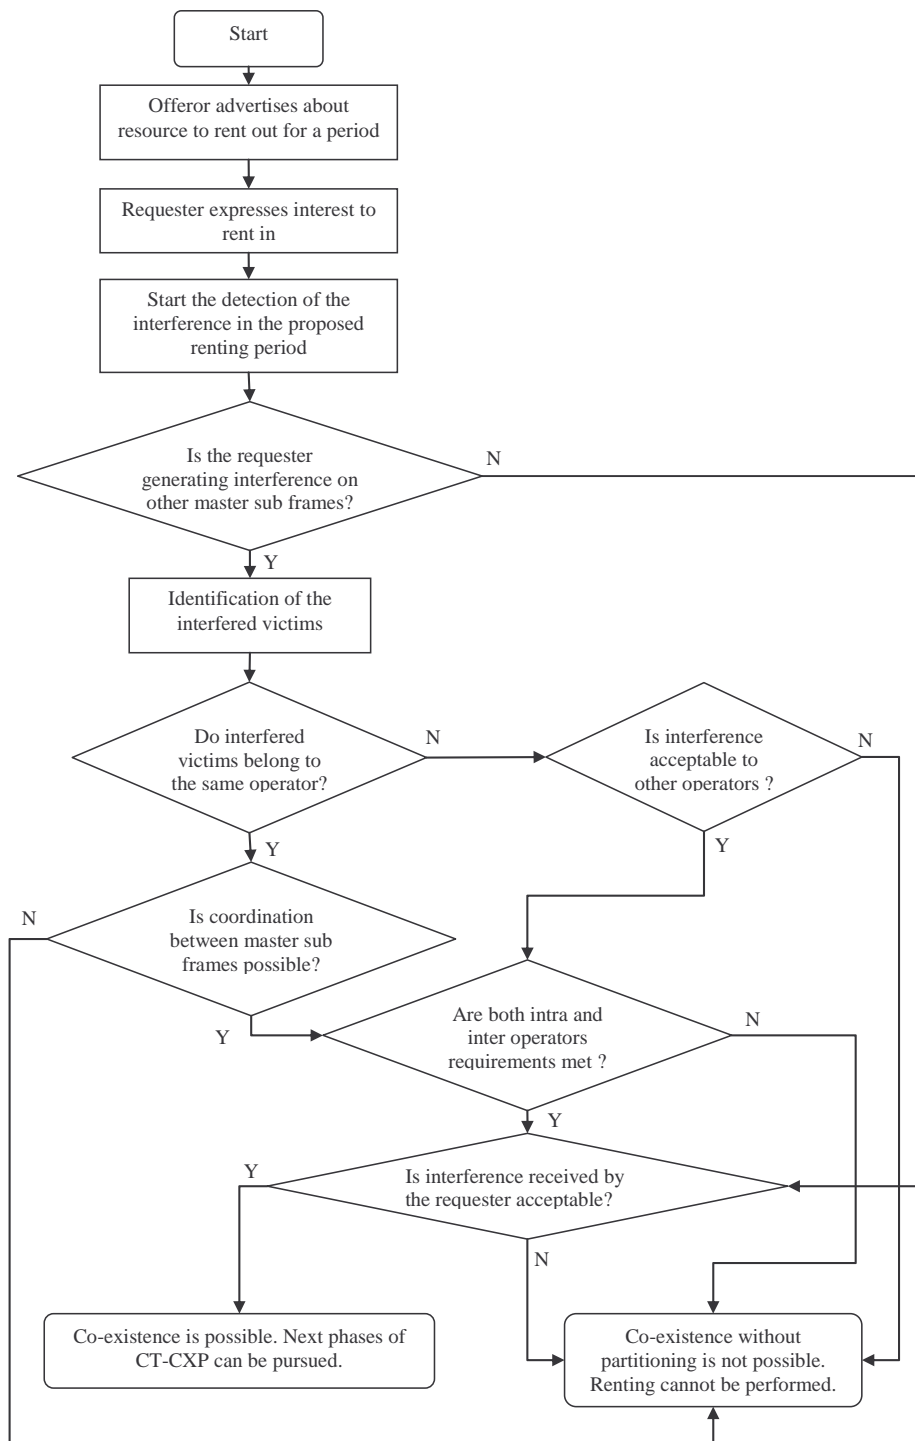 Start
Offeror advertises about
resource to rent out for a period
Requester expresses interest to
rent in
Start the detection of the
interference in the proposed
renting period
Is the requester
generating interference on
other master sub frames?
N
Y
Identification of the
interfered victims
Do interfered
victims belong to
the same operator?
N
Is interference
acceptable to
other operators ?
N
Y
Y
N
Is coordination
between master sub
frames possible?
Y
Are both intra and
inter operators
requirements met ?
N
Y
Y
Is interference received by
the requester acceptable?
N
Co-existence is possible. Next phases of
CT-CXP can be pursued.
Co-existence without
partitioning is not possible.
Renting cannot be performed.